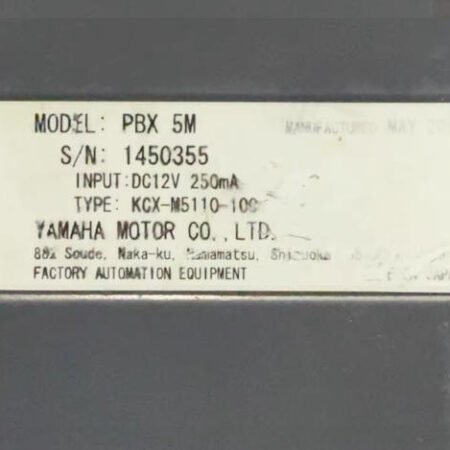 MODEL: PBX 5M MANUFACTURED MAY
S/N: 1450355
INPUT:DC12V 250mA
TYPE: KCX-M5110-10
YAMAHA MOTOR CO.,LTD.
882 Soude, Naka-ku, Hamamatsu, Shizuoka
FACTORY AUTOMATION EQUIPMENT